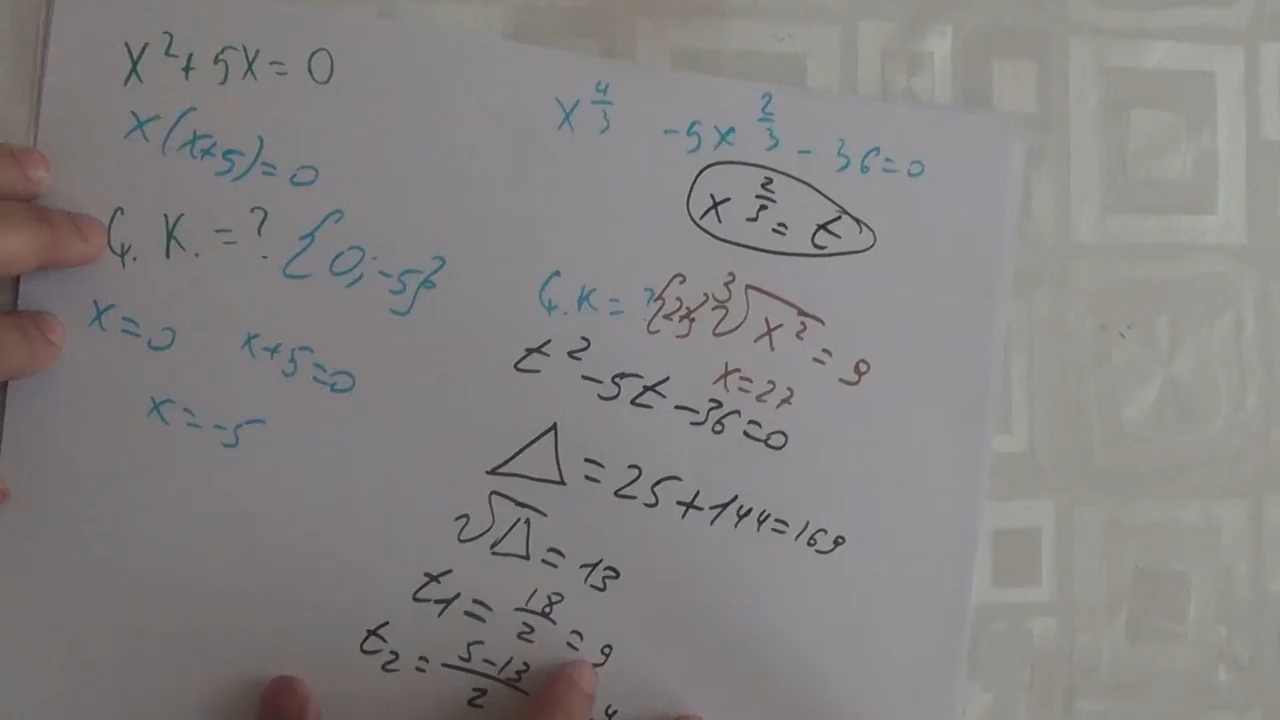 x²+5x=0
x(x+5)=0
Ç.K.=? {0;-5}
x=0 x+5=0
x=-5
x^(4/3) -5x^(2/3) -36=0
x^(2/3)=t
Ç.K=? ∛x²=9
x=27
t²-5t-36=0
△=25+144=169
√△=13
t₁=18/2=9
t₂=(5-13)/2